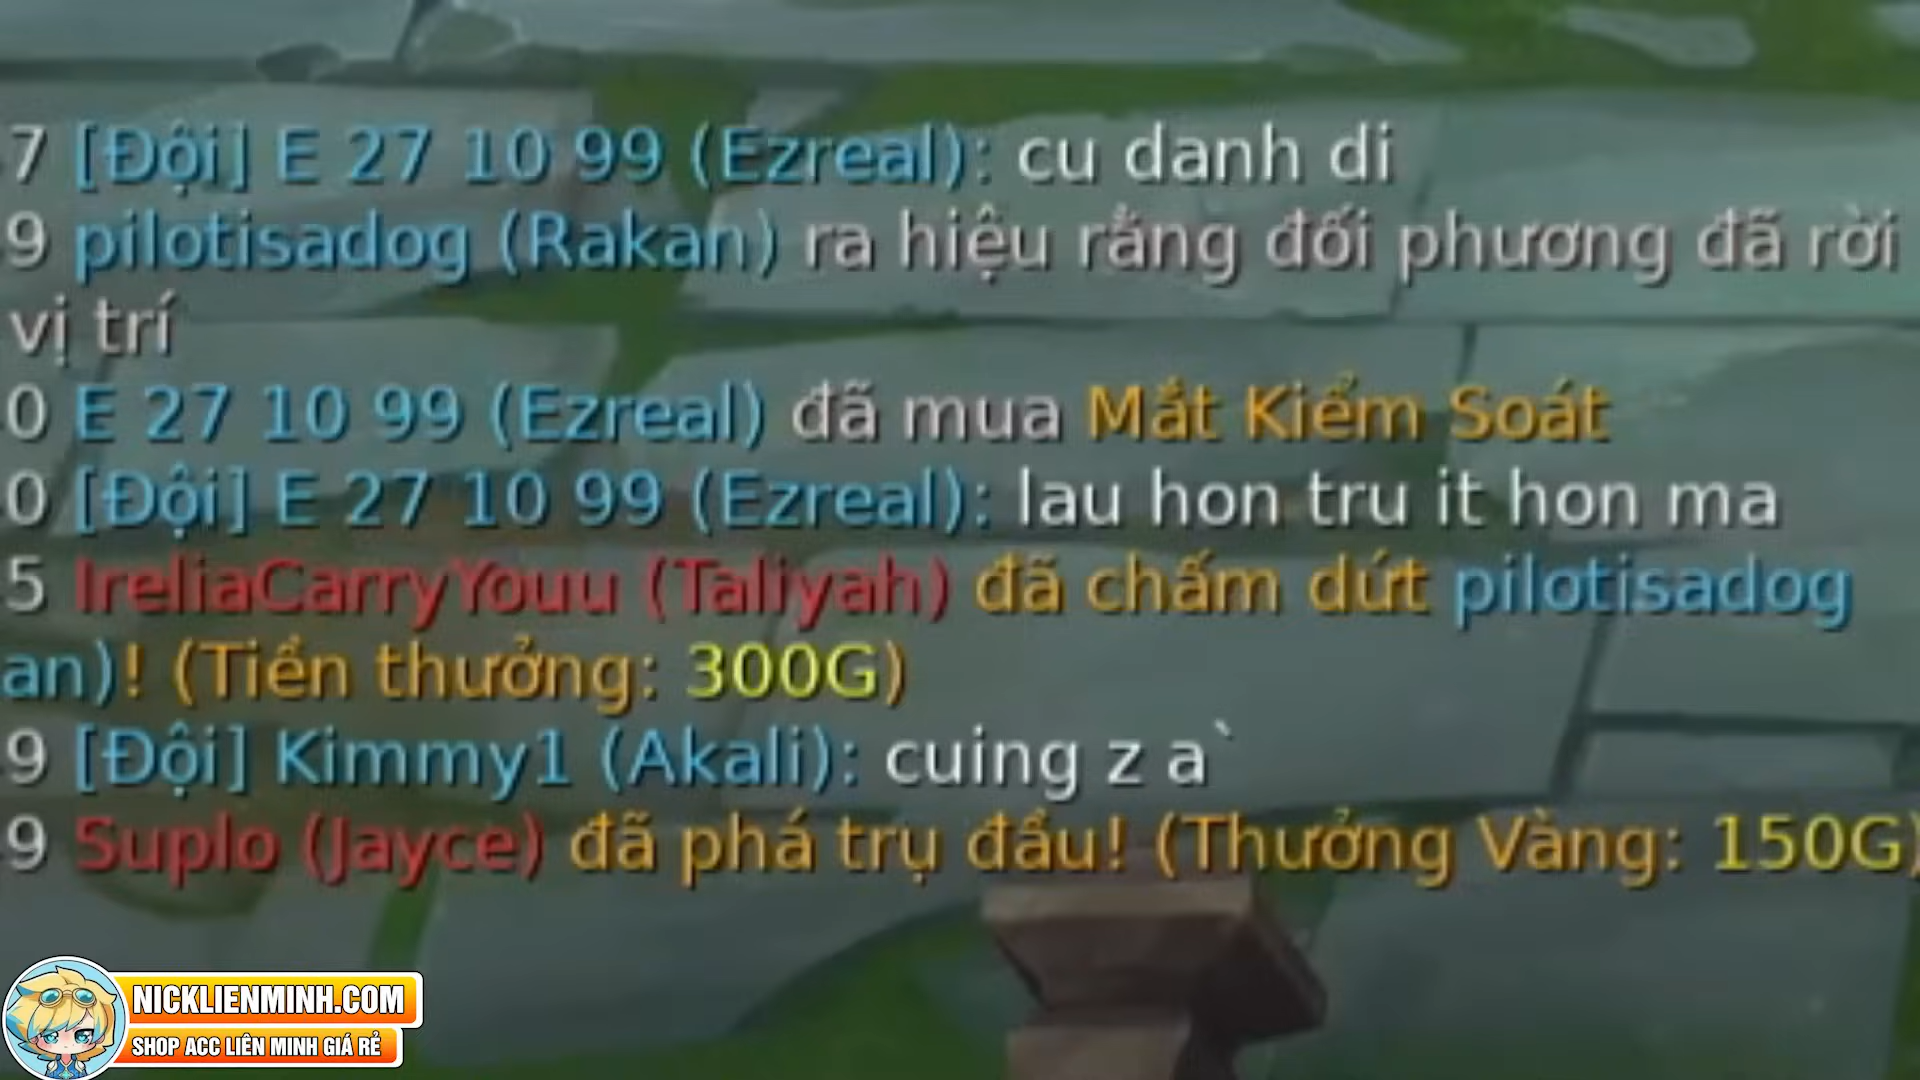 7 [Đội] E 27 10 99 (Ezreal): cu danh di
9 pilotisadog (Rakan) ra hiệu rằng đối phương đã rời
vị trí
0 E 27 10 99 (Ezreal) đã mua Mắt Kiểm Soát
0 [Đội] E 27 10 99 (Ezreal): lau hon tru it hon ma
5 IreliaCarryYouu (Taliyah) đã chấm dứt pilotisadog
an)! (Tiền thưởng: 300G)
9 [Đội] Kimmy1 (Akali): cuing z a`
9 Suplo (Jayce) đã phá trụ đầu! (Thưởng Vàng: 150G)
NICKLIENMINH.COM
SHOP ACC LIÊN MINH GIÁ RẺ